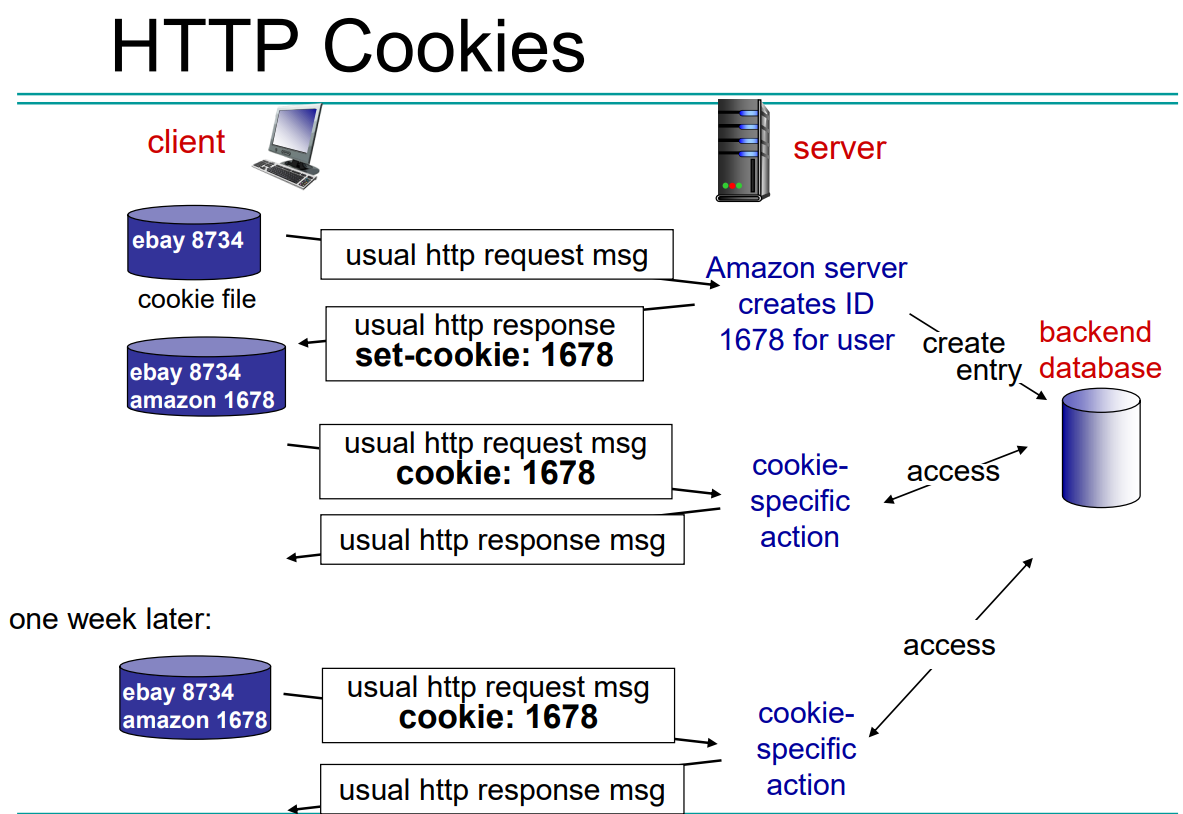 HTTP Cookies
client
server
ebay 8734
cookie file
usual http request msg
Amazon server
creates ID
1678 for user
usual http response
set-cookie: 1678
create
entry
backend
database
ebay 8734
amazon 1678
usual http request msg
cookie: 1678
cookie-
specific
action
access
usual http response msg
one week later:
access
ebay 8734
amazon 1678
usual http request msg
cookie: 1678
cookie-
specific
action
usual http response msg